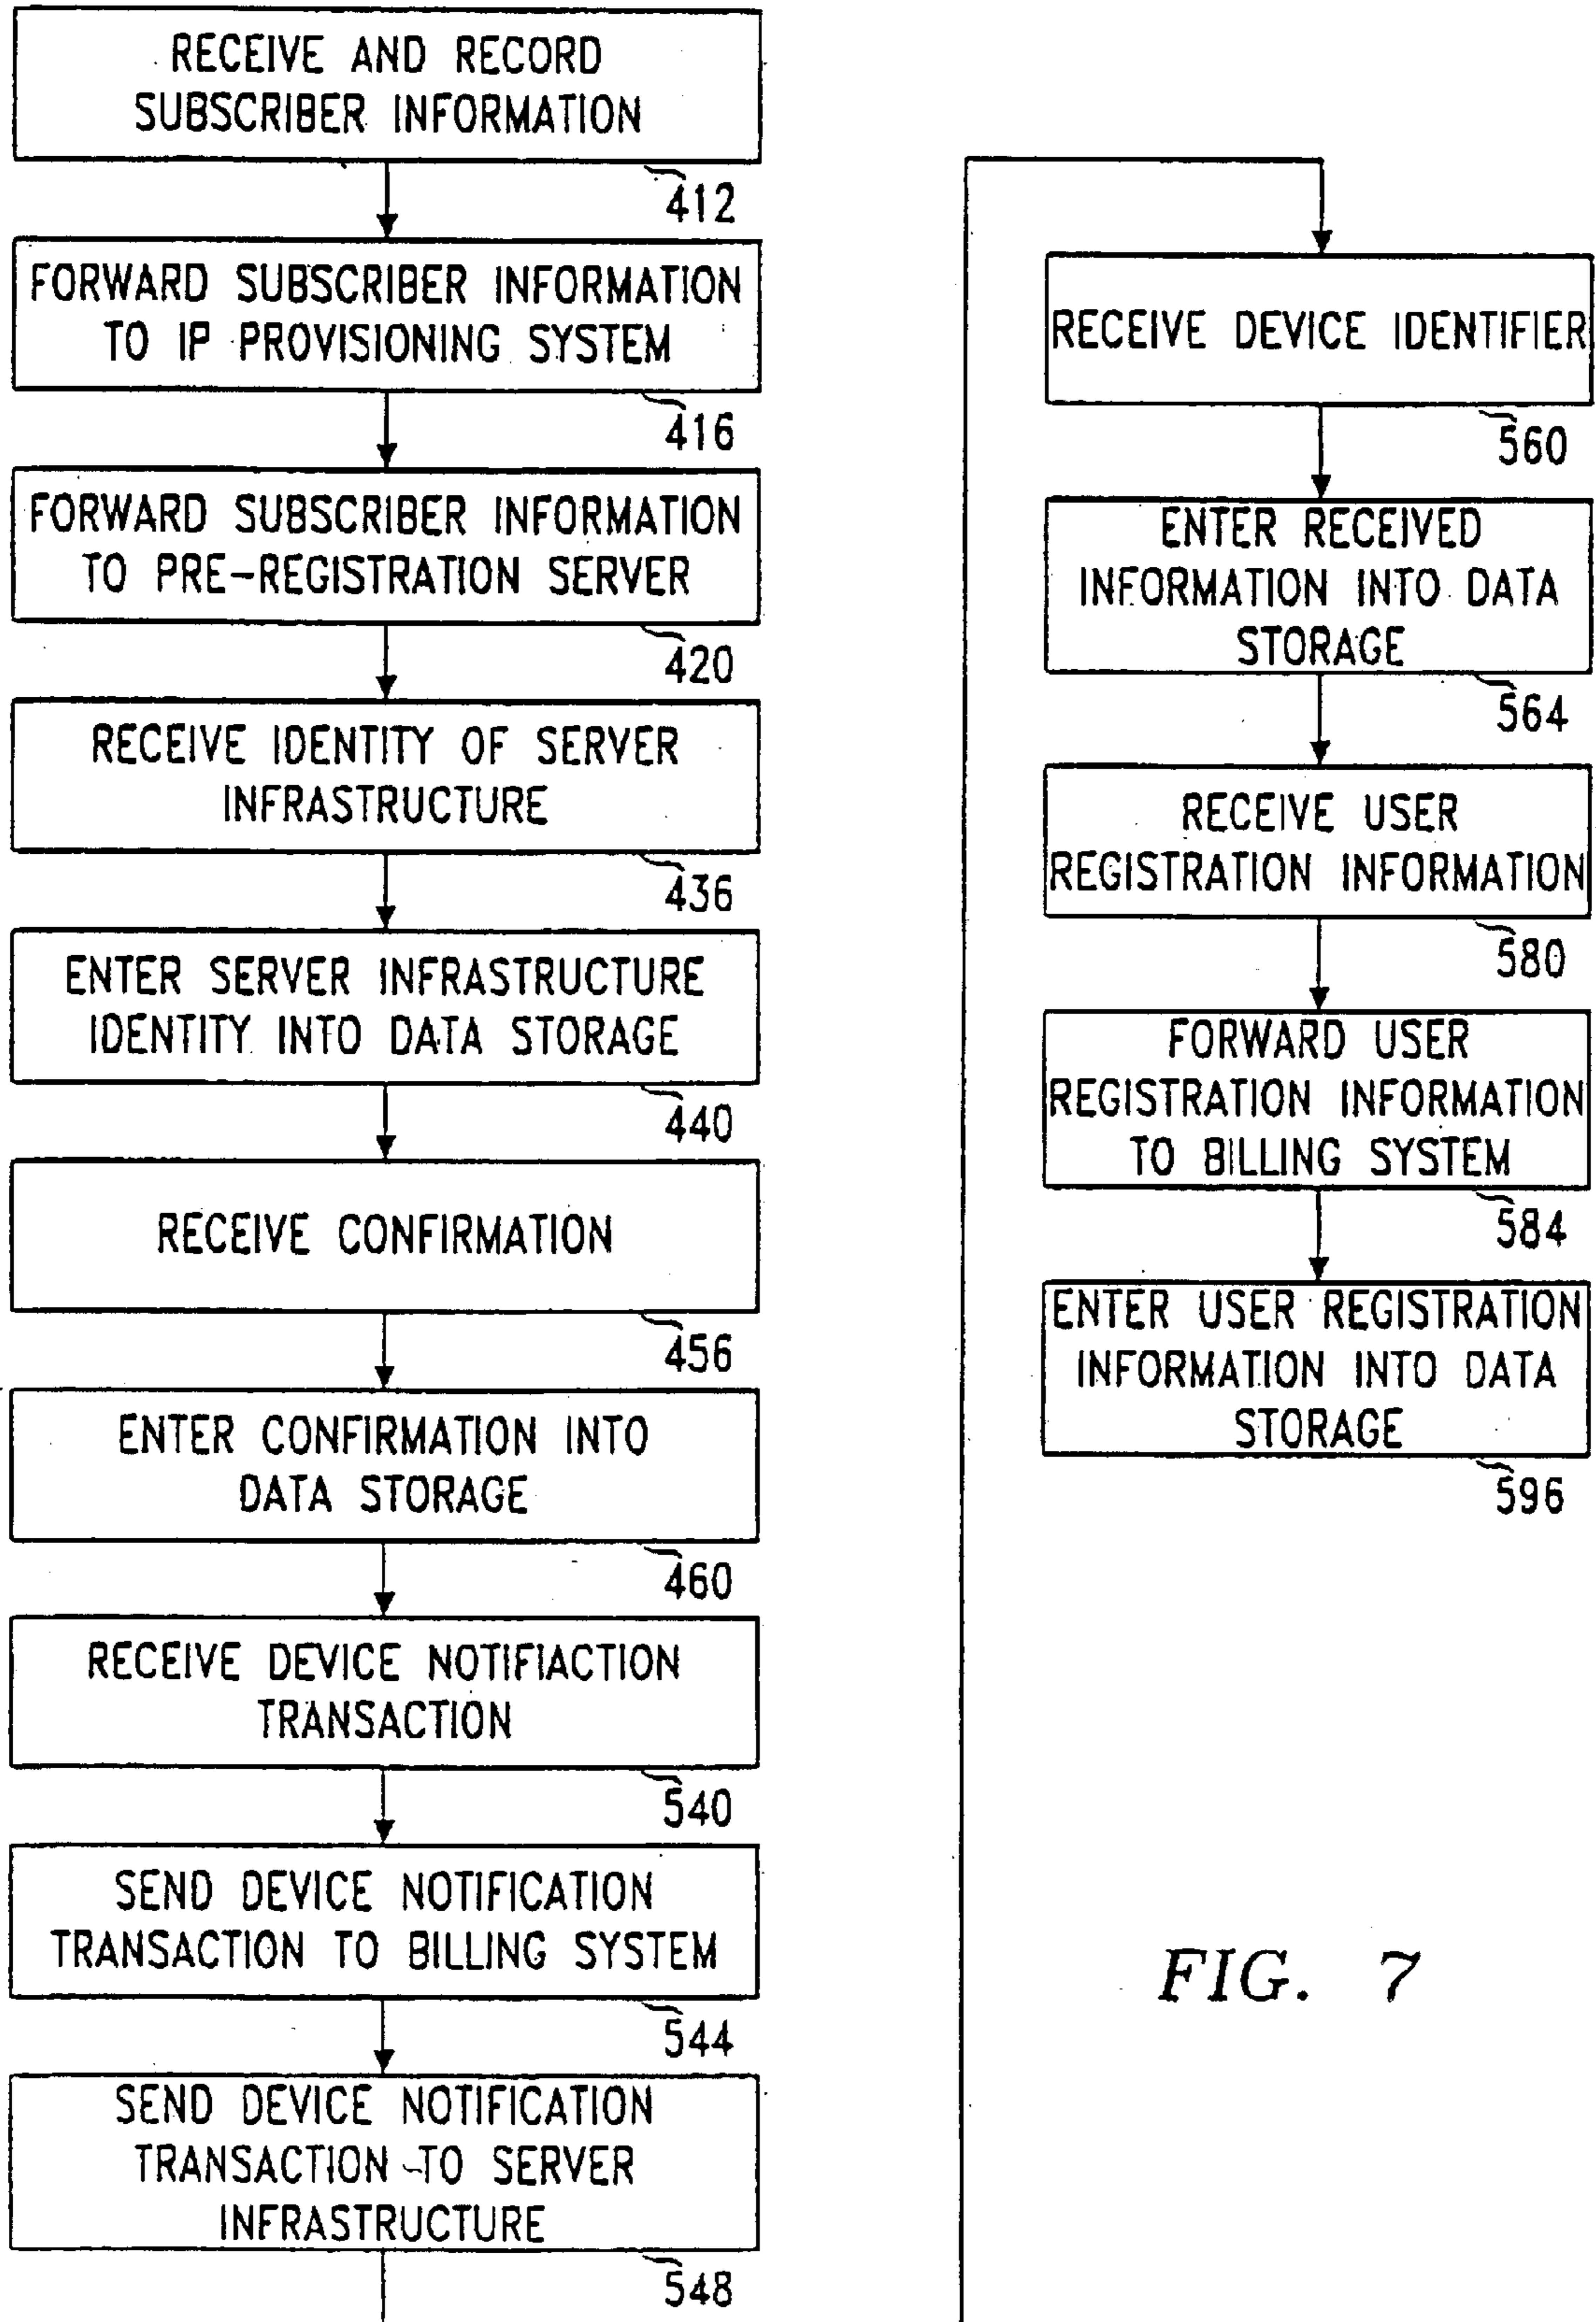 RECEIVE AND RECORD
SUBSCRIBER INFORMATION
412
FORWARD SUBSCRIBER INFORMATION
TO IP PROVISIONING SYSTEM
416
FORWARD SUBSCRIBER INFORMATION
TO PRE-REGISTRATION SERVER
420
RECEIVE IDENTITY OF SERVER
INFRASTRUCTURE
436
ENTER SERVER INFRASTRUCTURE
IDENTITY INTO DATA STORAGE
440
RECEIVE CONFIRMATION
456
ENTER CONFIRMATION INTO
DATA STORAGE
460
RECEIVE DEVICE NOTIFIACTION
TRANSACTION
540
SEND DEVICE NOTIFICATION
TRANSACTION TO BILLING SYSTEM
544
SEND DEVICE NOTIFICATION
TRANSACTION TO SERVER
INFRASTRUCTURE
548
RECEIVE DEVICE IDENTIFIER
560
ENTER RECEIVED
INFORMATION INTO DATA
STORAGE
564
RECEIVE USER
REGISTRATION INFORMATION
580
FORWARD USER
REGISTRATION INFORMATION
TO BILLING SYSTEM
584
ENTER USER REGISTRATION
INFORMATION INTO DATA
STORAGE
596
FIG. 7